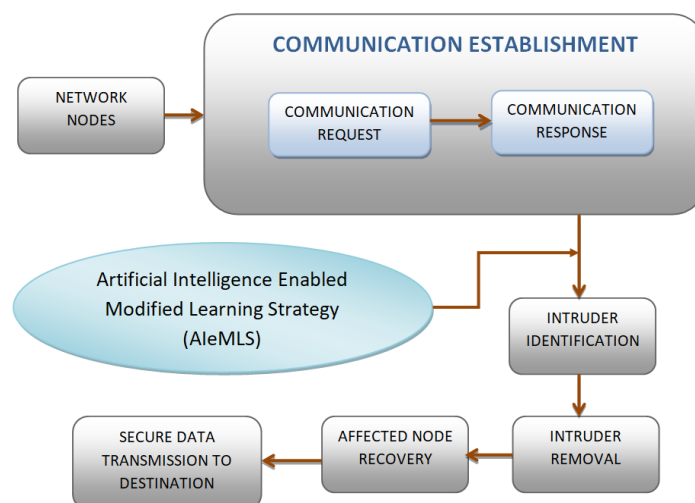 COMMUNICATION ESTABLISHMENT
NETWORK
NODES
COMMUNICATION
REQUEST
COMMUNICATION
RESPONSE
Artificial Intelligence Enabled
Modified Learning Strategy
(AIeMLS)
INTRUDER
IDENTIFICATION
INTRUDER
REMOVAL
AFFECTED NODE
RECOVERY
SECURE DATA
TRANSMISSION TO
DESTINATION